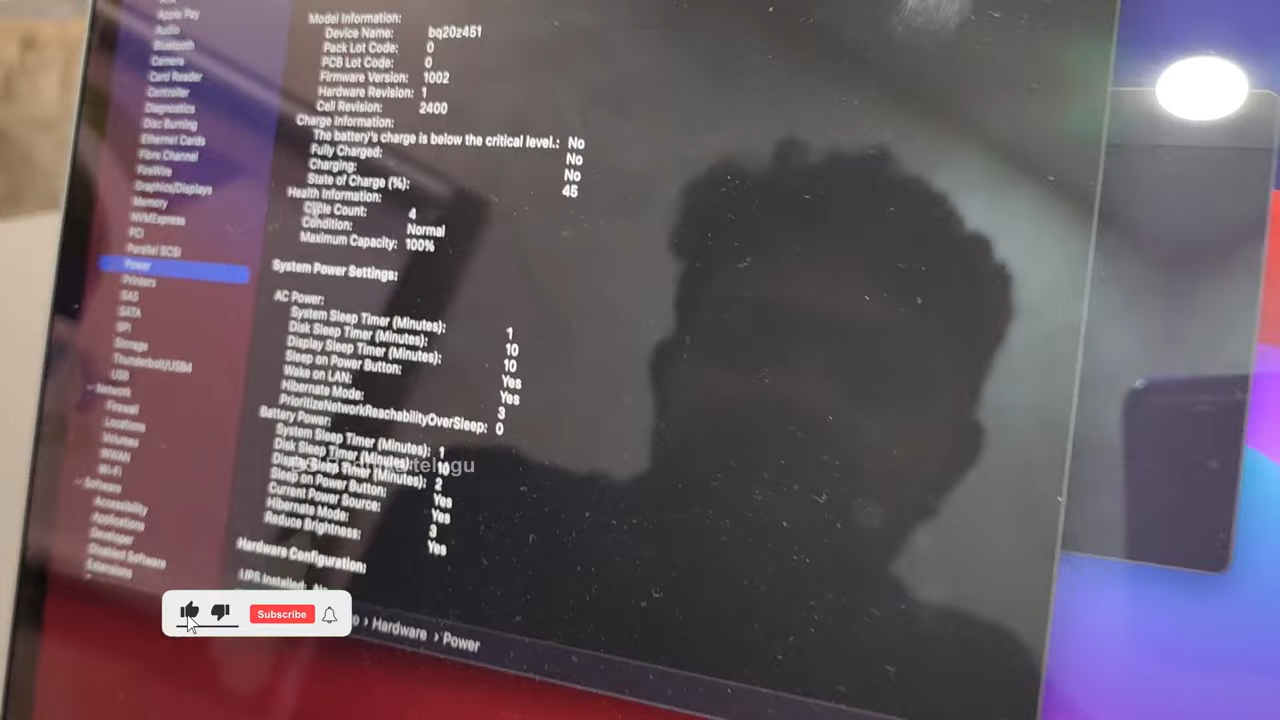 Apple Pay
Audio
Bluetooth
Camera
Card Reader
Controller
Diagnostics
Disc Burning
Ethernet Cards
Fibre Channel
FireWire
Graphics/Displays
Memory
NVMExpress
PCI
Parallel SCSI
Power
Printers
SAS
SATA
SPI
Storage
Thunderbolt/USB4
USB
Network
Firewall
Locations
Volumes
WWAN
Wi-Fi
Software
Accessibility
Applications
Developer
Disabled Software
Extensions
Model Information:
Device Name: bq20z451
Pack Lot Code: 0
PCB Lot Code: 0
Firmware Version: 1002
Hardware Revision: 1
Cell Revision: 2400
Charge Information:
The battery's charge is below the critical level.: No
Fully Charged: No
Charging: No
State of Charge (%): 45
Health Information:
Cycle Count: 4
Condition: Normal
Maximum Capacity: 100%
System Power Settings:
AC Power:
System Sleep Timer (Minutes): 1
Disk Sleep Timer (Minutes): 10
Display Sleep Timer (Minutes): 10
Sleep on Power Button: Yes
Wake on LAN: Yes
Hibernate Mode: 3
PrioritizeNetworkReachabilityOverSleep: 0
Battery Power:
System Sleep Timer (Minutes): 1
Disk Sleep Timer (Minutes): 10
Display Sleep Timer (Minutes): 2
Sleep on Power Button: Yes
Current Power Source: Yes
Hibernate Mode: 3
Reduce Brightness: Yes
Hardware Configuration:
UPS Installed: No
› Hardware › Power
telugu
Subscribe